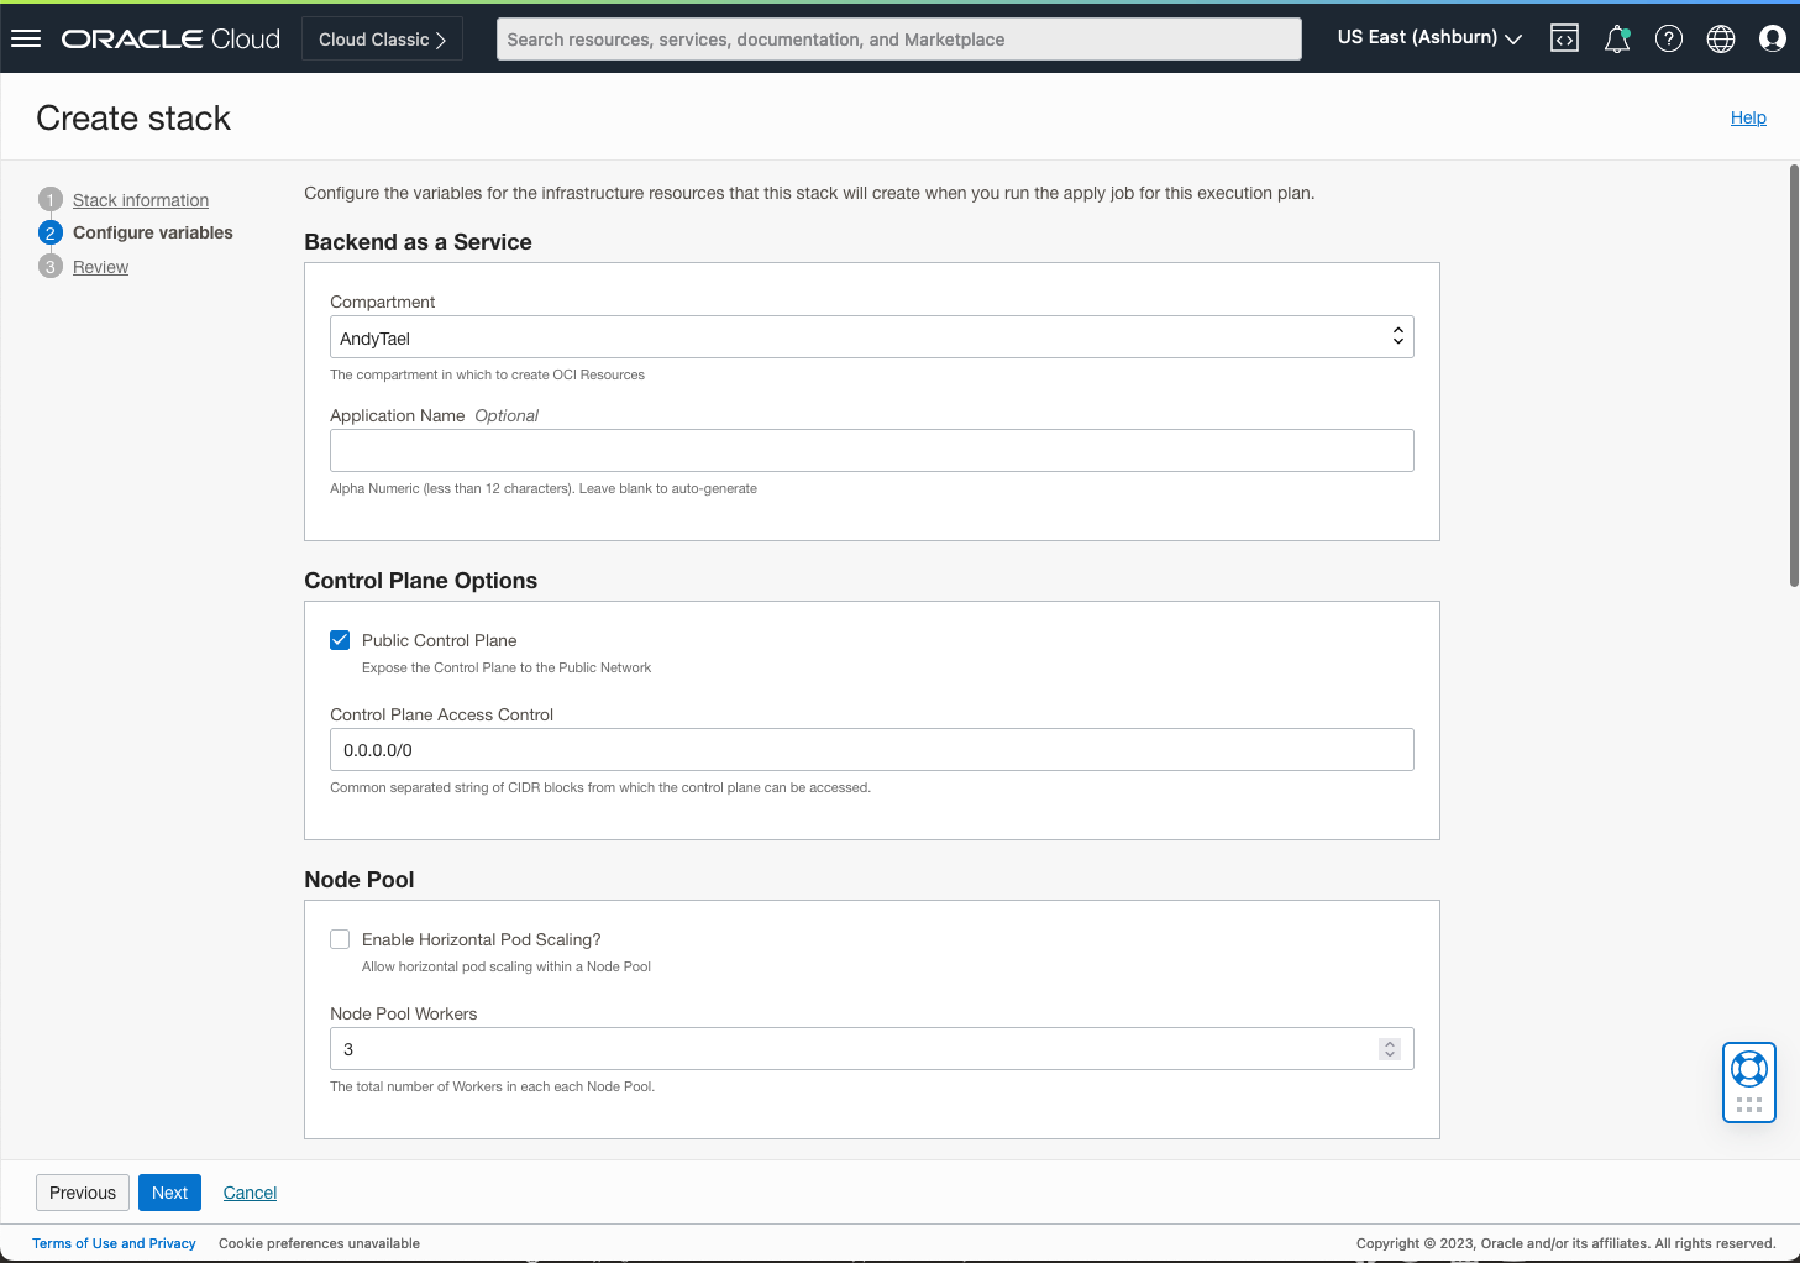 ORACLE Cloud
Cloud Classic
Search resources, services, documentation, and Marketplace
US East (Ashburn)
Create stack
Help
1 Stack information
2 Configure variables
3 Review
Configure the variables for the infrastructure resources that this stack will create when you run the apply job for this execution plan.
Backend as a Service
Compartment
AndyTael
The compartment in which to create OCI Resources
Application Name Optional
Alpha Numeric (less than 12 characters). Leave blank to auto-generate
Control Plane Options
Public Control Plane
Expose the Control Plane to the Public Network
Control Plane Access Control
0.0.0.0/0
Common separated string of CIDR blocks from which the control plane can be accessed.
Node Pool
Enable Horizontal Pod Scaling?
Allow horizontal pod scaling within a Node Pool
Node Pool Workers
3
The total number of Workers in each each Node Pool.
Previous Next Cancel
Terms of Use and Privacy Cookie preferences unavailable
Copyright © 2023, Oracle and/or its affiliates. All rights reserved.